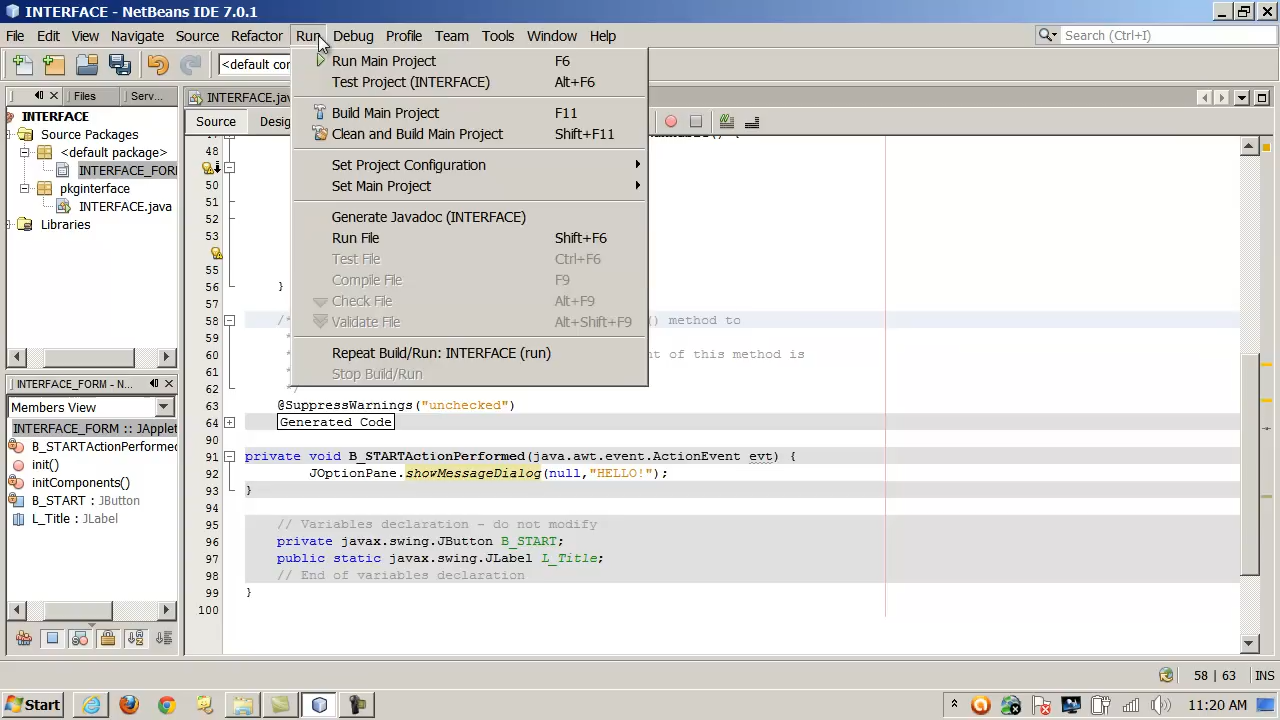 INTERFACE - NetBeans IDE 7.0.1
File Edit View Navigate Source Refactor Run Debug Profile Team Tools Window Help
Search (Ctrl+I)
<default con
Files Serv...
INTERFACE.jav
Source Desig
INTERFACE
Source Packages
<default package>
INTERFACE_FOR
pkginterface
INTERFACE.java
Libraries
Run Main Project F6
Test Project (INTERFACE) Alt+F6
Build Main Project F11
Clean and Build Main Project Shift+F11
Set Project Configuration
Set Main Project
Generate Javadoc (INTERFACE)
Run File Shift+F6
Test File Ctrl+F6
Compile File F9
Check File Alt+F9
Validate File Alt+Shift+F9
Repeat Build/Run: INTERFACE (run)
Stop Build/Run
48
50
51
52
53
55
56 }
57
58 /* () method to
59 *
60 * nt of this method is
61 *
62 */
63 @SuppressWarnings("unchecked")
64 Generated Code
90
91 private void B_STARTActionPerformed(java.awt.event.ActionEvent evt) {
92 JOptionPane.showMessageDialog(null,"HELLO!");
93 }
94
95 // Variables declaration - do not modify
96 private javax.swing.JButton B_START;
97 public static javax.swing.JLabel L_Title;
98 // End of variables declaration
99 }
100
INTERFACE_FORM - N...
Members View
INTERFACE_FORM :: JApplet
B_STARTActionPerformed
init()
initComponents()
B_START : JButton
L_Title : JLabel
58 | 63 INS
Start
11:20 AM